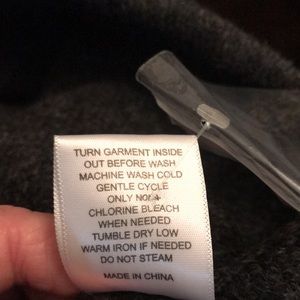 TURN GARMENT INSIDE
OUT BEFORE WASH
MACHINE WASH COLD
GENTLE CYCLE
ONLY NON
CHLORINE BLEACH
WHEN NEEDED
TUMBLE DRY LOW
WARM IRON IF NEEDED
DO NOT STEAM
MADE IN CHINA